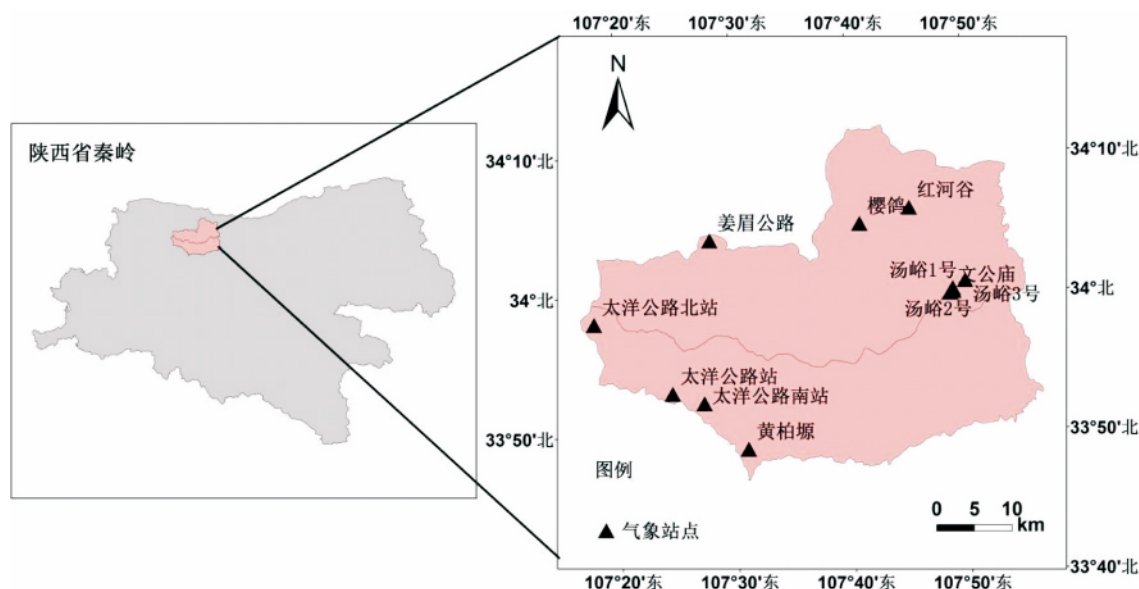 107°20'东 107°30'东 107°40'东 107°50'东
N
陕西省秦岭
34°10'北
34°10'北
红河谷
樱鸽
姜眉公路
汤峪1号
文公庙
34°北
34°北
汤峪3号
汤峪2号
太洋公路北站
太洋公路站
太洋公路南站
黄柏塬
33°50'北
33°50'北
图例
0 5 10
km
气象站点
33°40'北
33°40'北
107°20'东 107°30'东 107°40'东 107°50'东